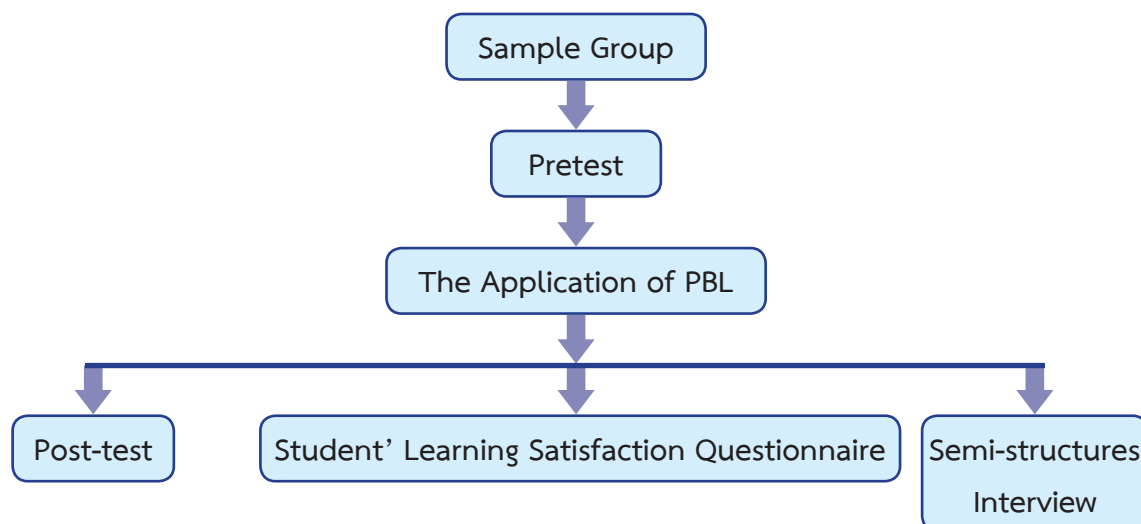 Sample Group
Pretest
The Application of PBL
Post-test
Student’ Learning Satisfaction Questionnaire
Semi-structures
Interview